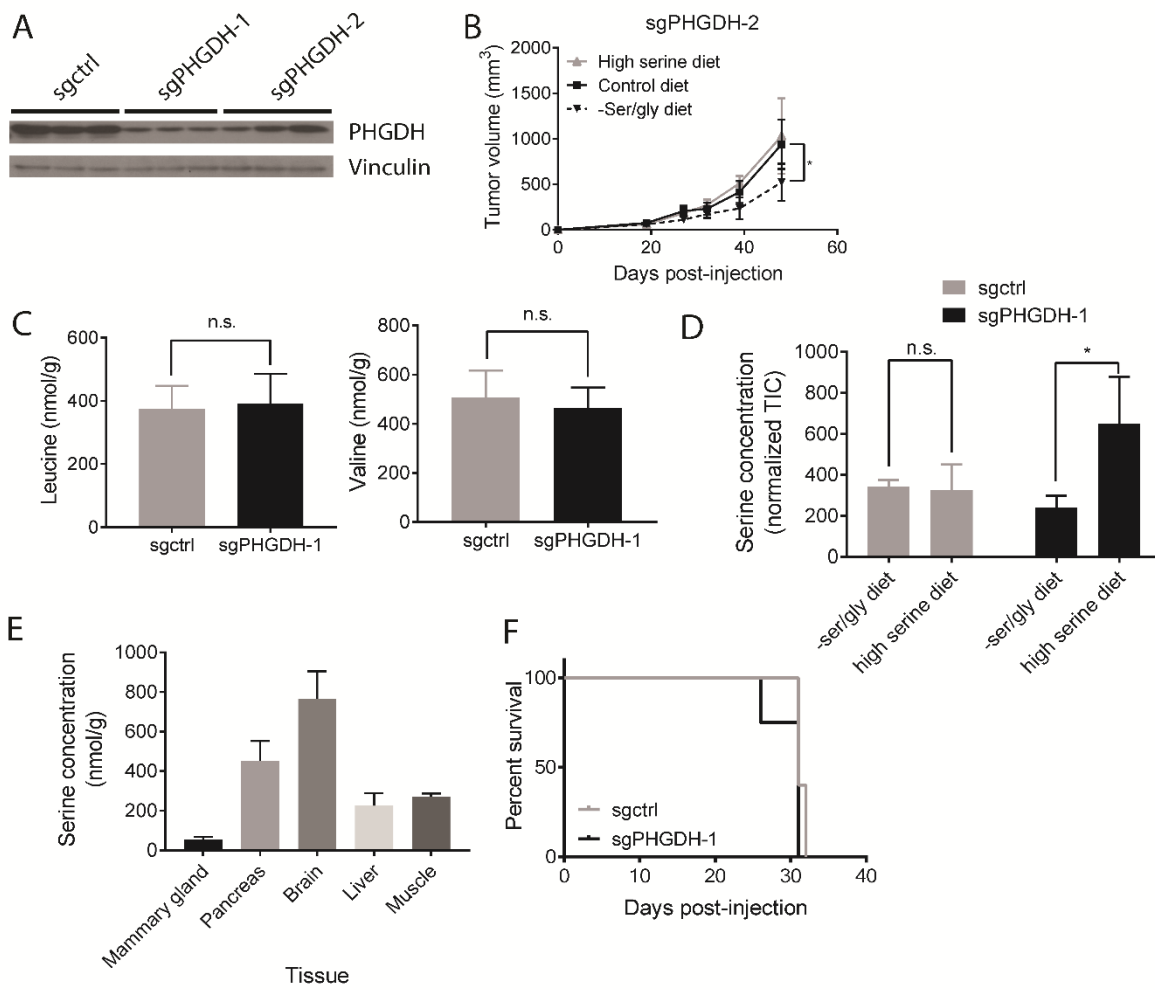 A
sgctrl
sgPHGDH-1
sgPHGDH-2
PHGDH
Vinculin
B
sgPHGDH-2
Tumor volume (mm³)
2000
1500
1000
500
0
High serine diet
Control diet
-Ser/gly diet
*
0 20 40 60
Days post-injection
C
Leucine (nmol/g)
600
400
200
0
n.s.
sgctrl sgPHGDH-1
Valine (nmol/g)
800
600
400
200
0
n.s.
sgctrl sgPHGDH-1
sgctrl
sgPHGDH-1
D
Serine concentration
(normalized TIC)
1000
800
600
400
200
0
n.s.
*
-ser/gly diet
high serine diet
-ser/gly diet
high serine diet
E
Serine concentration
(nmol/g)
1000
800
600
400
200
0
Mammary gland
Pancreas
Brain
Liver
Muscle
Tissue
F
Percent survival
100
50
0
sgctrl
sgPHGDH-1
0 20 30 40
Days post-injection